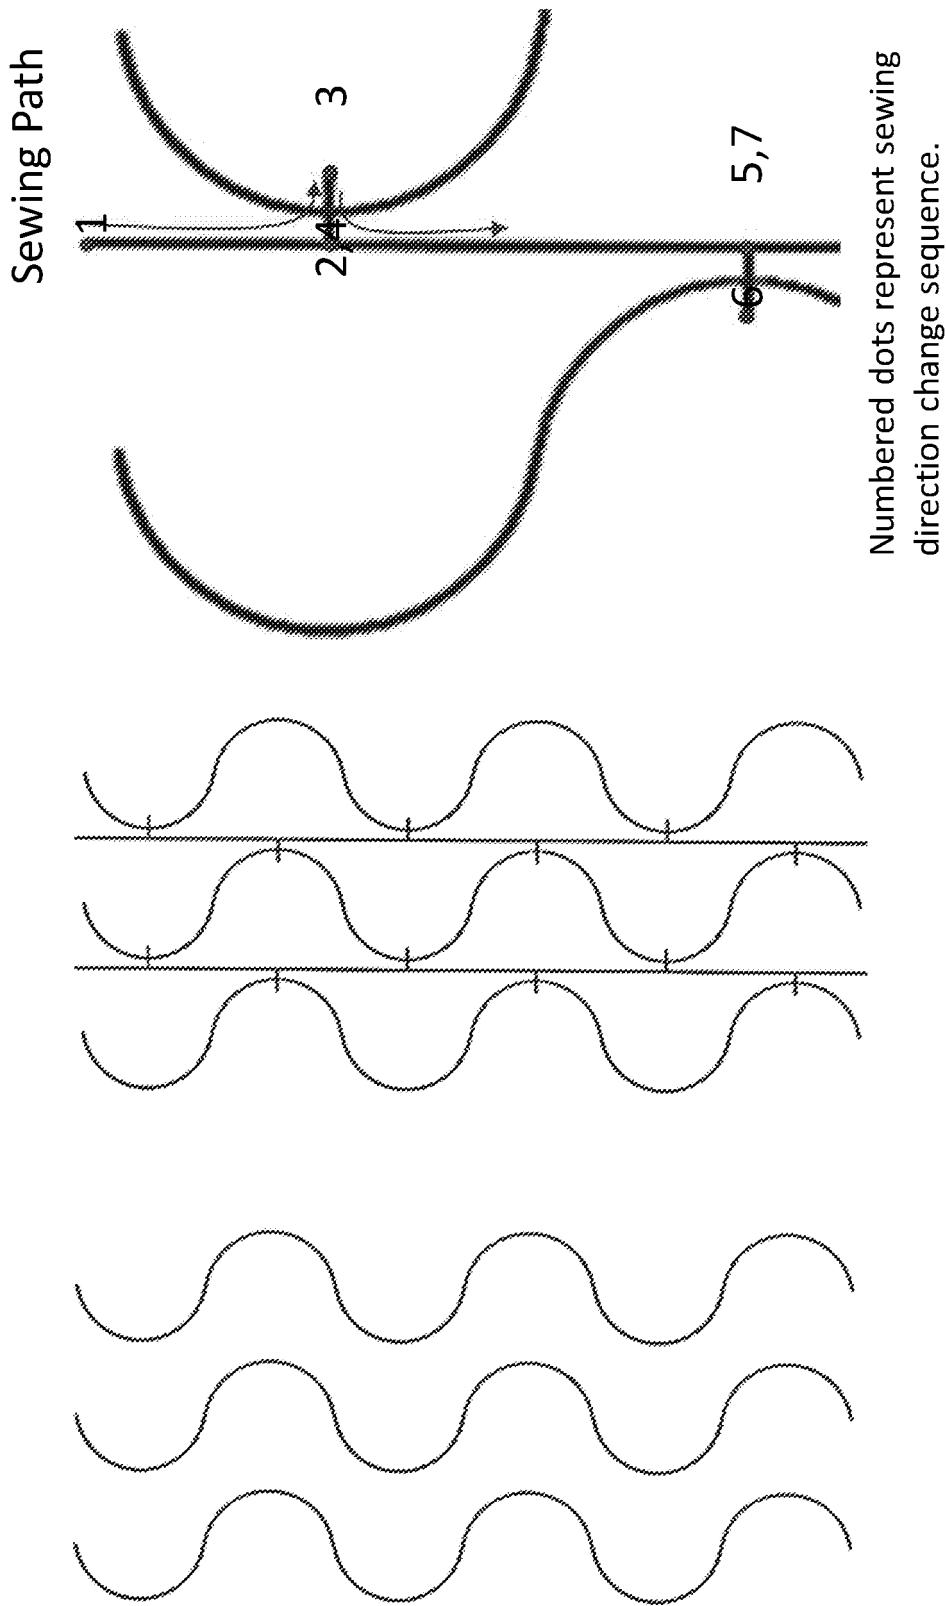 Sewing Path
1
2,4
3
5,7
6
Numbered dots represent sewing
direction change sequence.